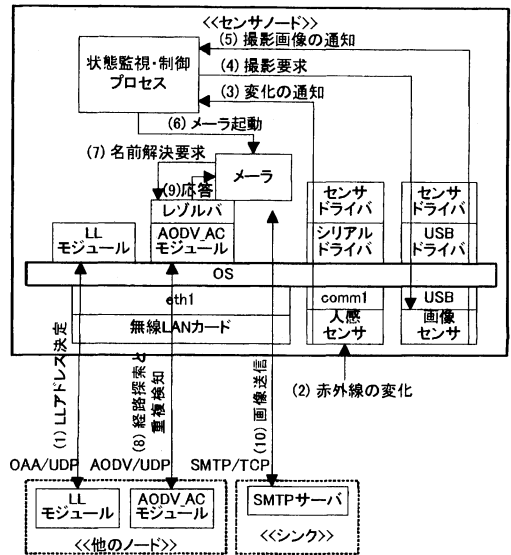 <<センサノード>>
(5) 撮影画像の通知
状態監視・制御
プロセス
(4) 撮影要求
(3) 変化の通知
(6) メーラ起動
(7) 名前解決要求
メーラ
(9)応答
レゾルバ
LL
モジュール
AODV_AC
モジュール
センサ
ドライバ
シリアル
ドライバ
センサ
ドライバ
USB
ドライバ
OS
eth1
無線LANカード
comm1
人感
センサ
USB
画像
センサ
(1) LLアドレス決定
(8) 経路探索と
重複検知
(10) 画像送信
(2) 赤外線の変化
OAA/UDP
AODV/UDP
SMTP/TCP
LL
モジュール
AODV_AC
モジュール
<<他のノード>>
SMTPサーバ
<<シンク>>